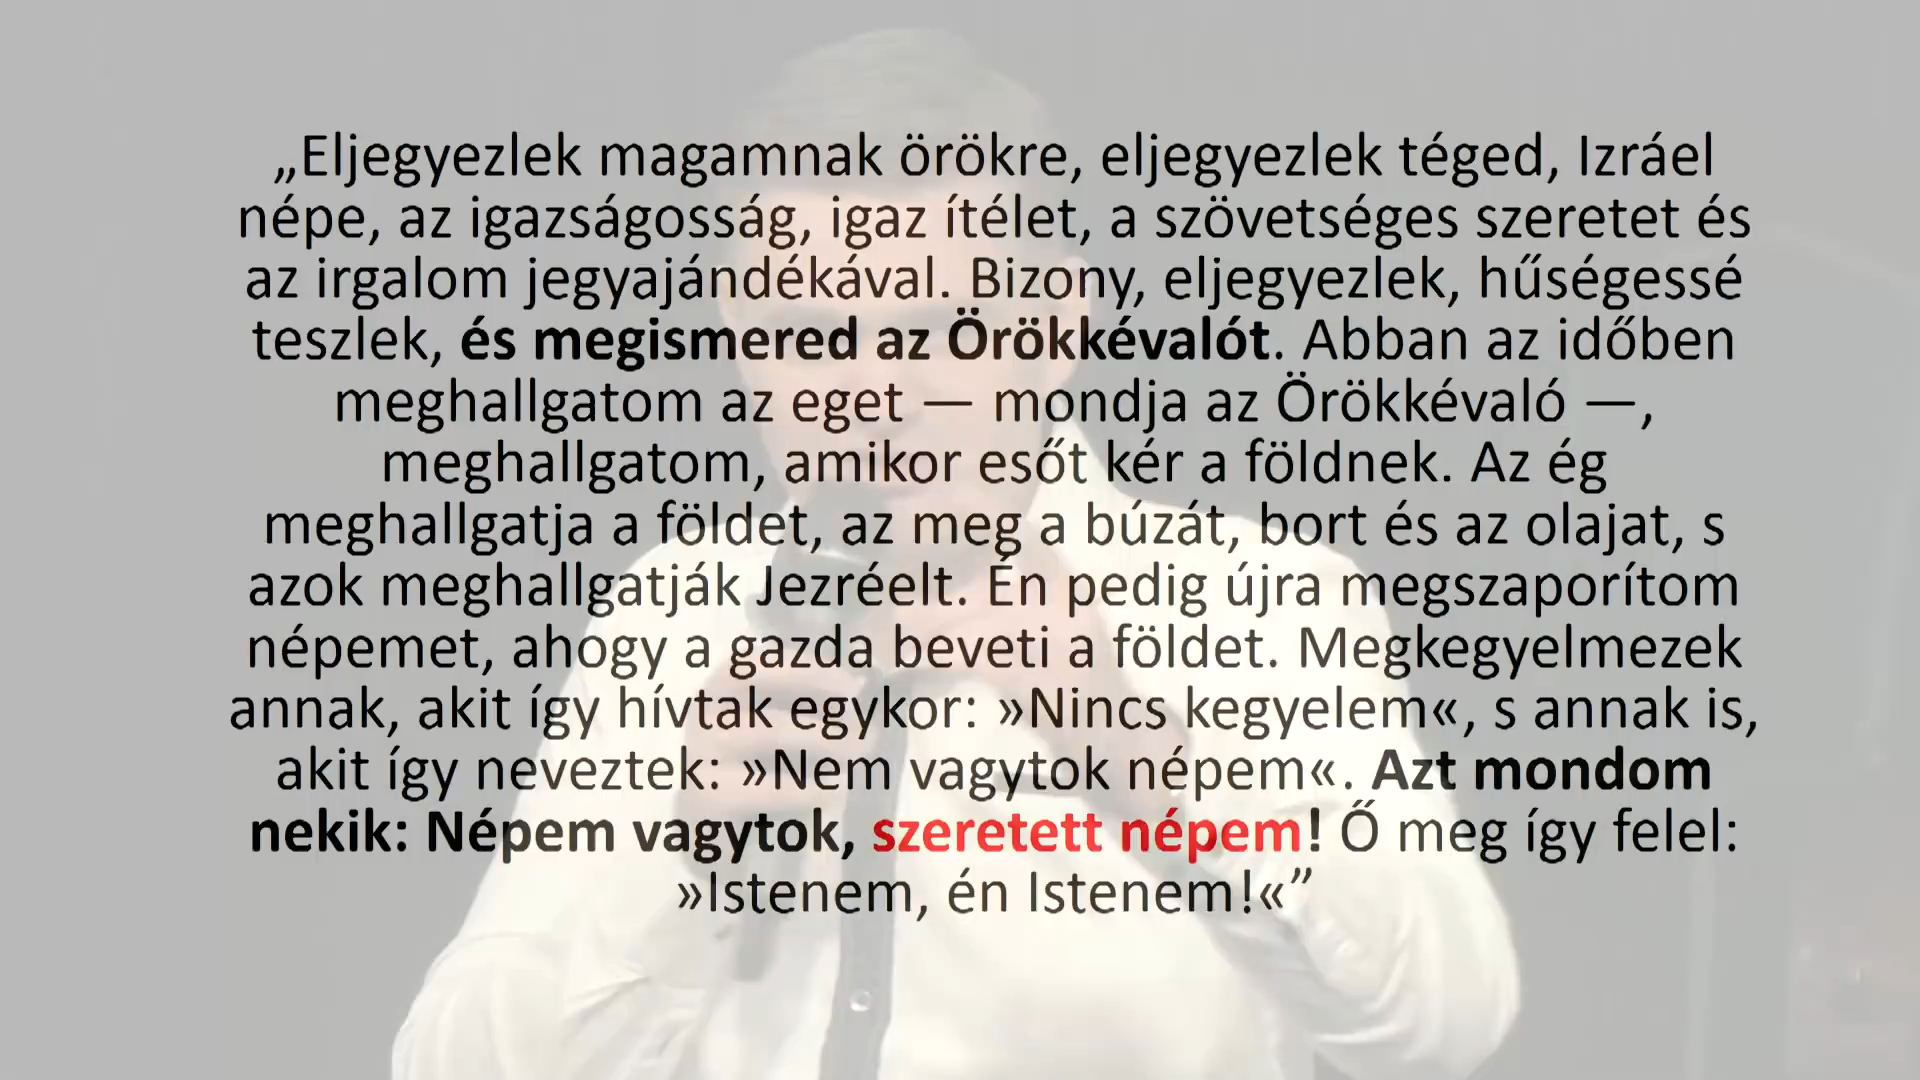 „Eljegyezlek magamnak örökre, eljegyezlek téged, Izráel
népe, az igazságosság, igaz ítélet, a szövetséges szeretet és
az irgalom jegyajándékával. Bizony, eljegyezlek, hűségessé
teszlek, és megismered az Örökkévalót. Abban az időben
meghallgatom az eget — mondja az Örökkévaló —,
meghallgatom, amikor esőt kér a földnek. Az ég
meghallgatja a földet, az meg a búzát, bort és az olajat, s
azok meghallgatják Jezréelt. Én pedig újra megszaporítom
népemet, ahogy a gazda beveti a földet. Megkegyelmezek
annak, akit így hívtak egykor: »Nincs kegyelem«, s annak is,
akit így neveztek: »Nem vagytok népem«. Azt mondom
nekik: Népem vagytok, szeretett népem! Ő meg így felel:
»Istenem, én Istenem!«”